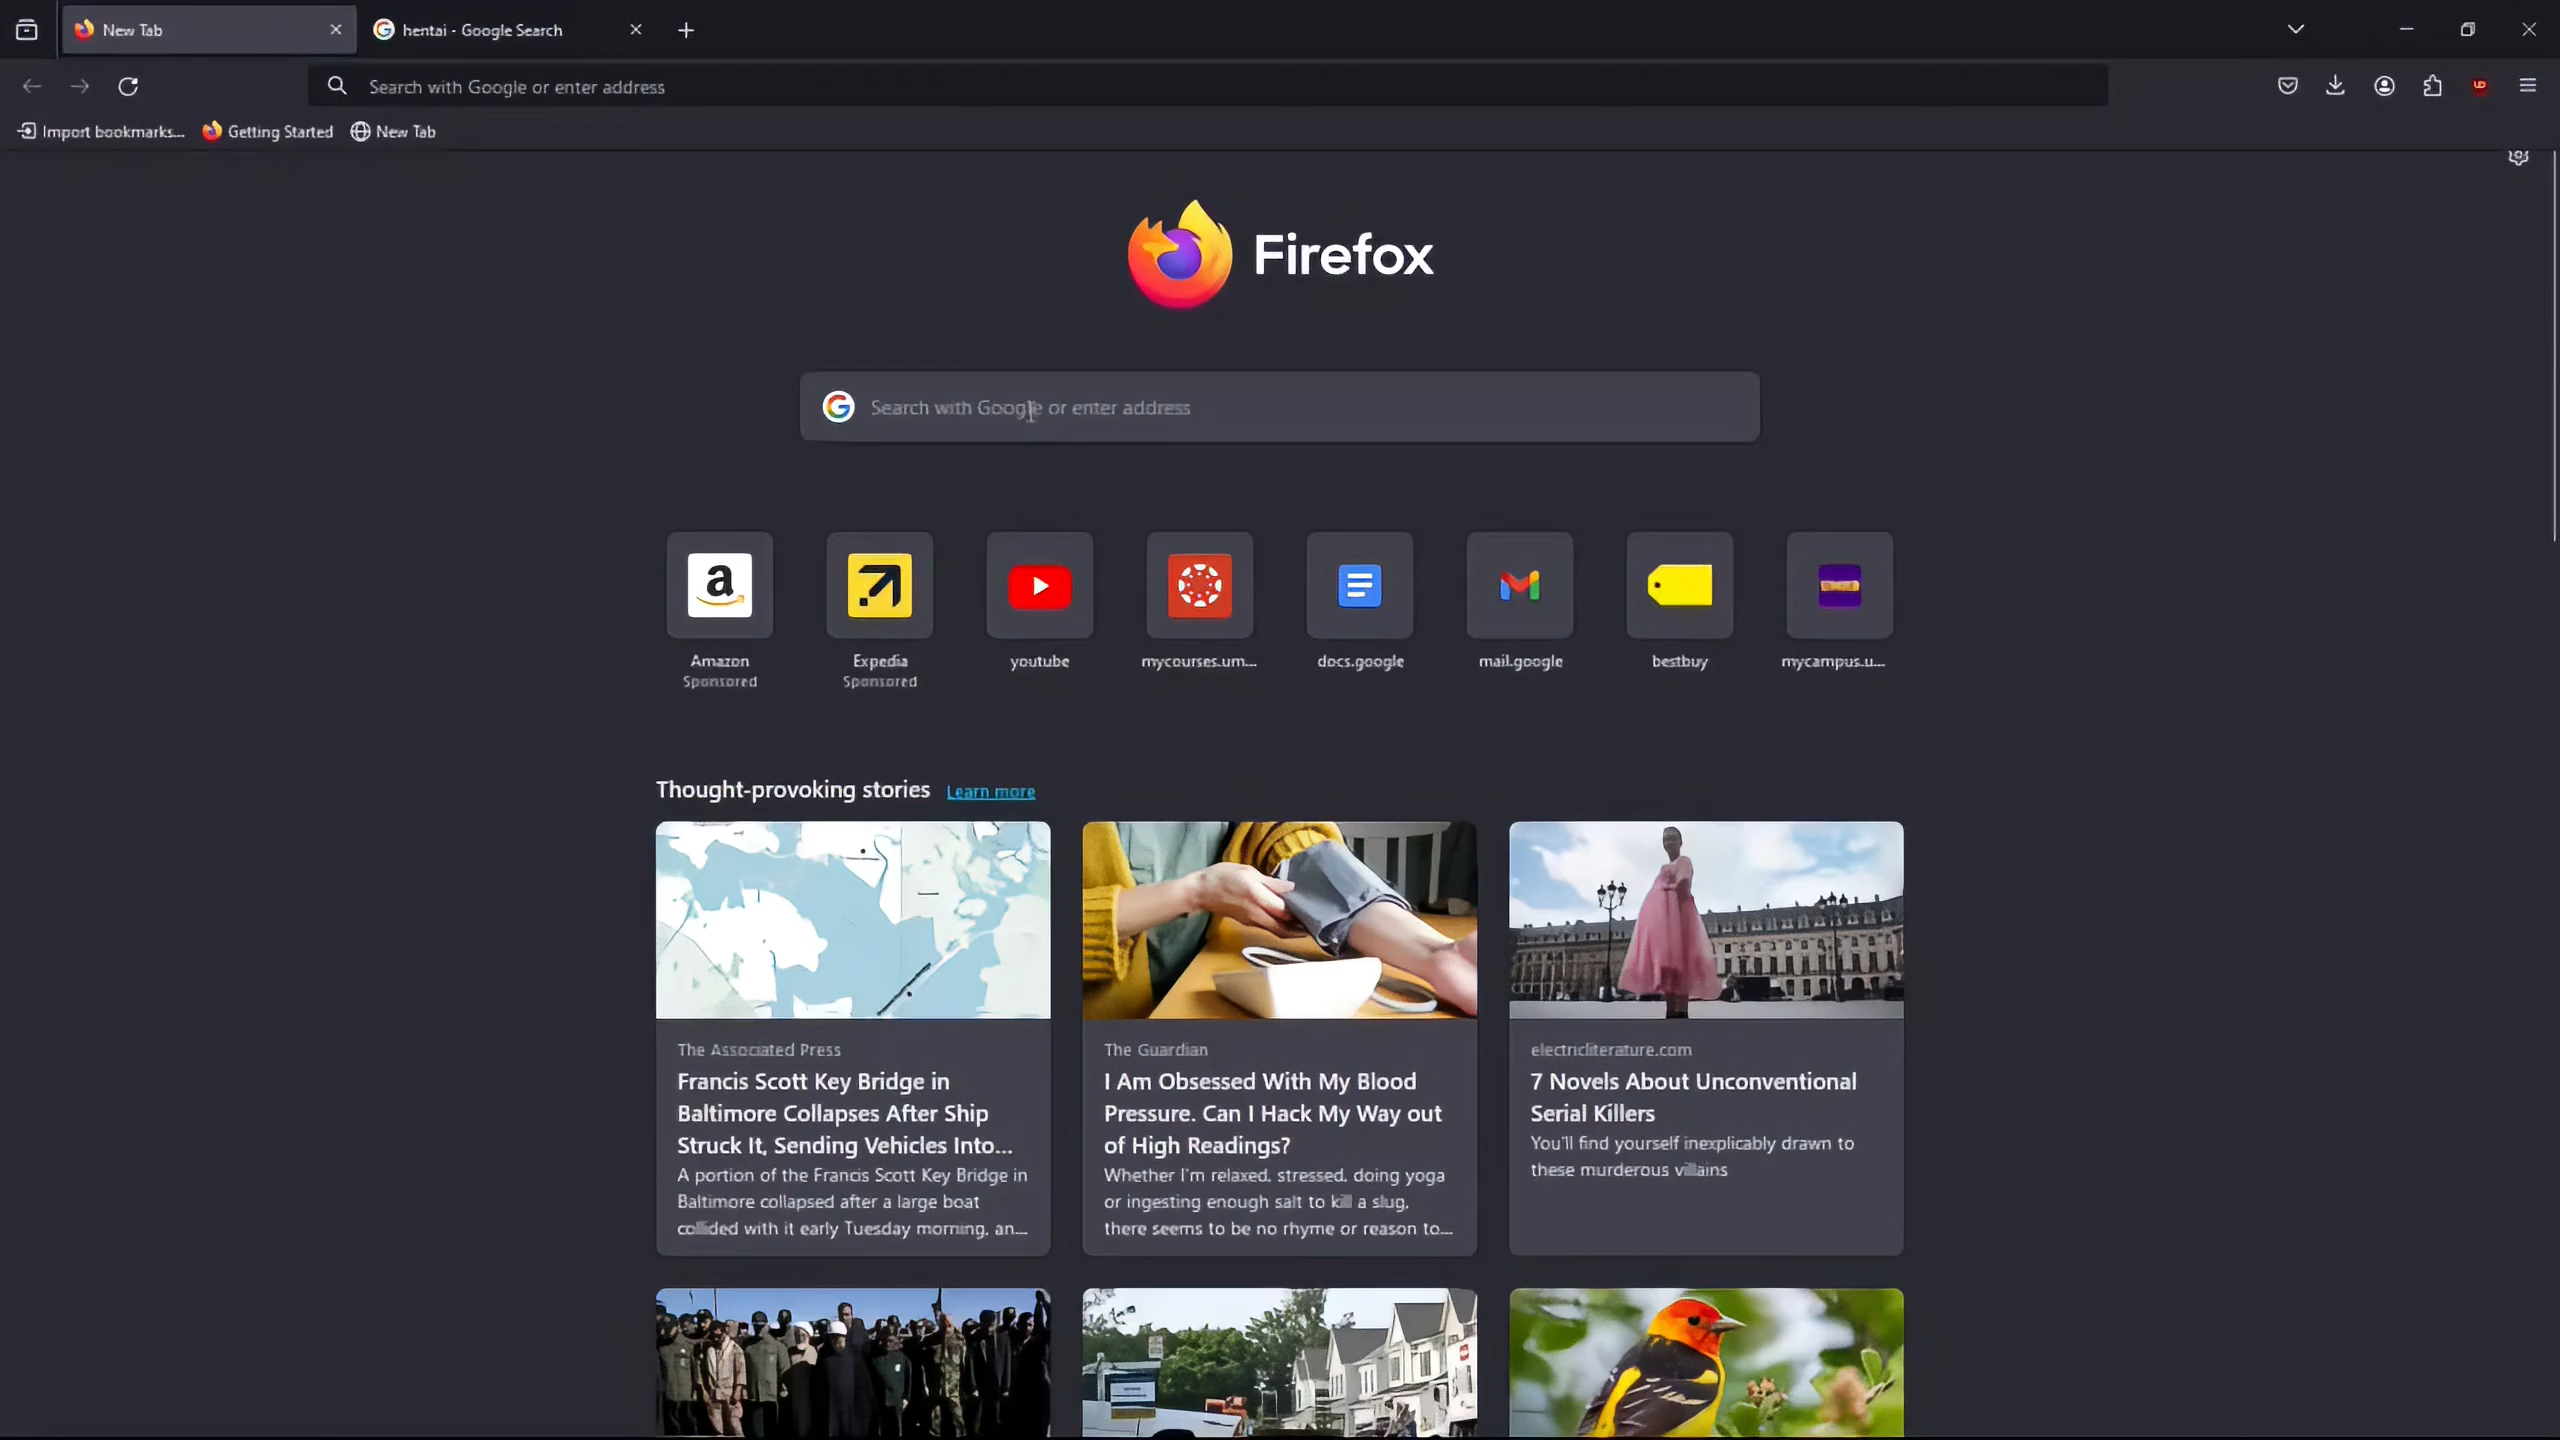 New Tab
hentai - Google Search
Search with Google or enter address
Import bookmarks...
Getting Started
New Tab
Firefox
Search with Google or enter address
a
Amazon
Sponsored
Expedia
Sponsored
youtube
mycourses.um...
docs.google
mail.google
bestbuy
mycampus.u...
Thought-provoking stories Learn more
The Associated Press
Francis Scott Key Bridge in
Baltimore Collapses After Ship
Struck It, Sending Vehicles Into...
A portion of the Francis Scott Key Bridge in
Baltimore collapsed after a large boat
collided with it early Tuesday morning, an...
The Guardian
I Am Obsessed With My Blood
Pressure. Can I Hack My Way out
of High Readings?
Whether I'm relaxed, stressed, doing yoga
or ingesting enough salt to kill a slug,
there seems to be no rhyme or reason to...
electricliterature.com
7 Novels About Unconventional
Serial Killers
You'll find yourself inexplicably drawn to
these murderous villains